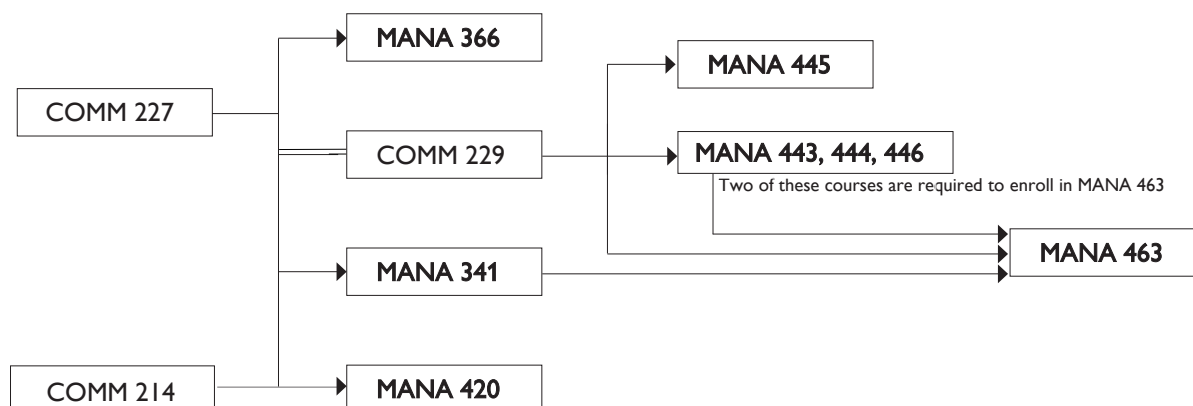 MANA 366
MANA 445
COMM 227
COMM 229
MANA 443, 444, 446
Two of these courses are required to enroll in MANA 463
MANA 341
MANA 463
COMM 214
MANA 420